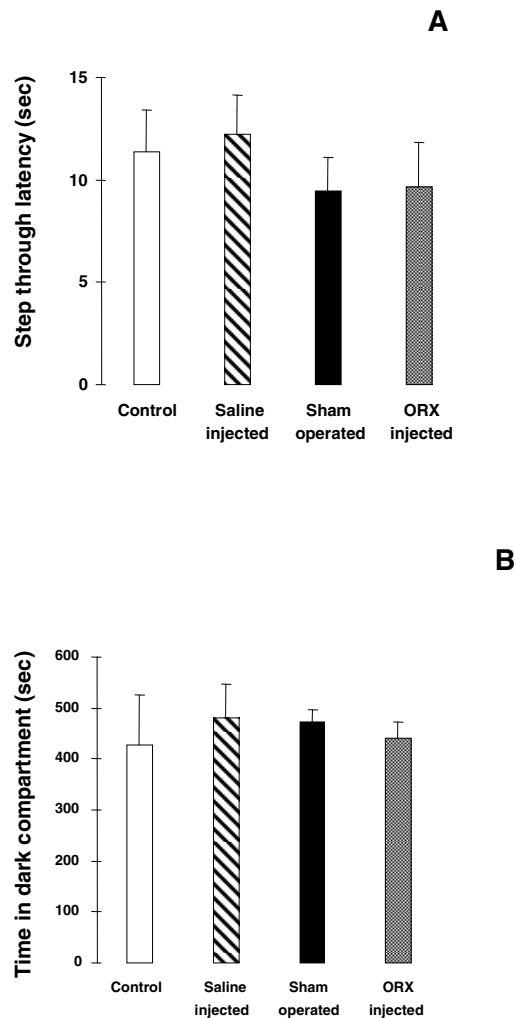 A
Step through latency (sec)
15
10
5
0
Control
Saline
injected
Sham
operated
ORX
injected
B
Time in dark compartment (sec)
600
500
400
300
200
100
0
Control
Saline
injected
Sham
operated
ORX
injected